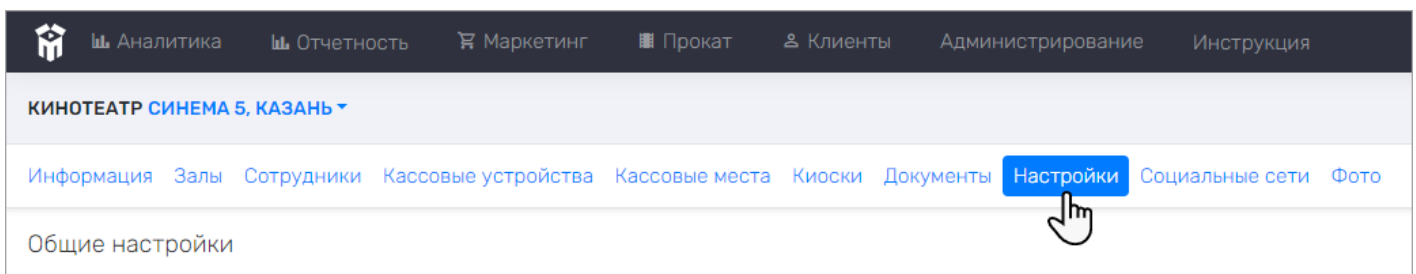 Аналитика Отчетность Маркетинг Прокат Клиенты Администрирование Инструкция
КИНОТЕАТР СИНЕМА 5, КАЗАНЬ
Информация Залы Сотрудники Кассовые устройства Кассовые места Киоски Документы Настройки Социальные сети Фото
Общие настройки